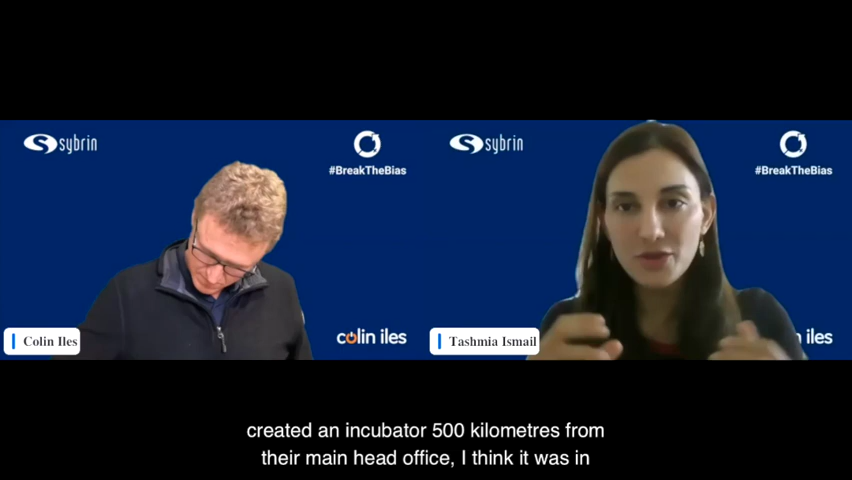 sybrin
#BreakTheBias
sybrin
#BreakTheBias
colin iles
Colin Iles
iles
Tashmia Ismail
created an incubator 500 kilometres from
their main head office, I think it was in